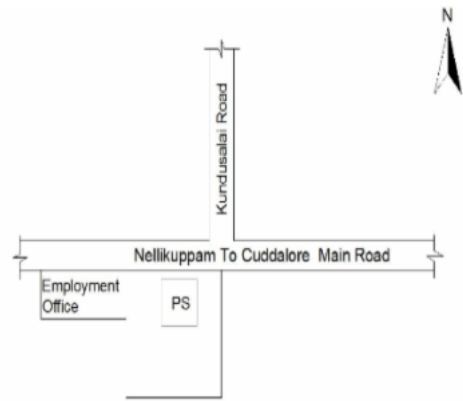 N
Kundusalai Road
Nellikuppam To Cuddalore Main Road
Employment
Office
PS